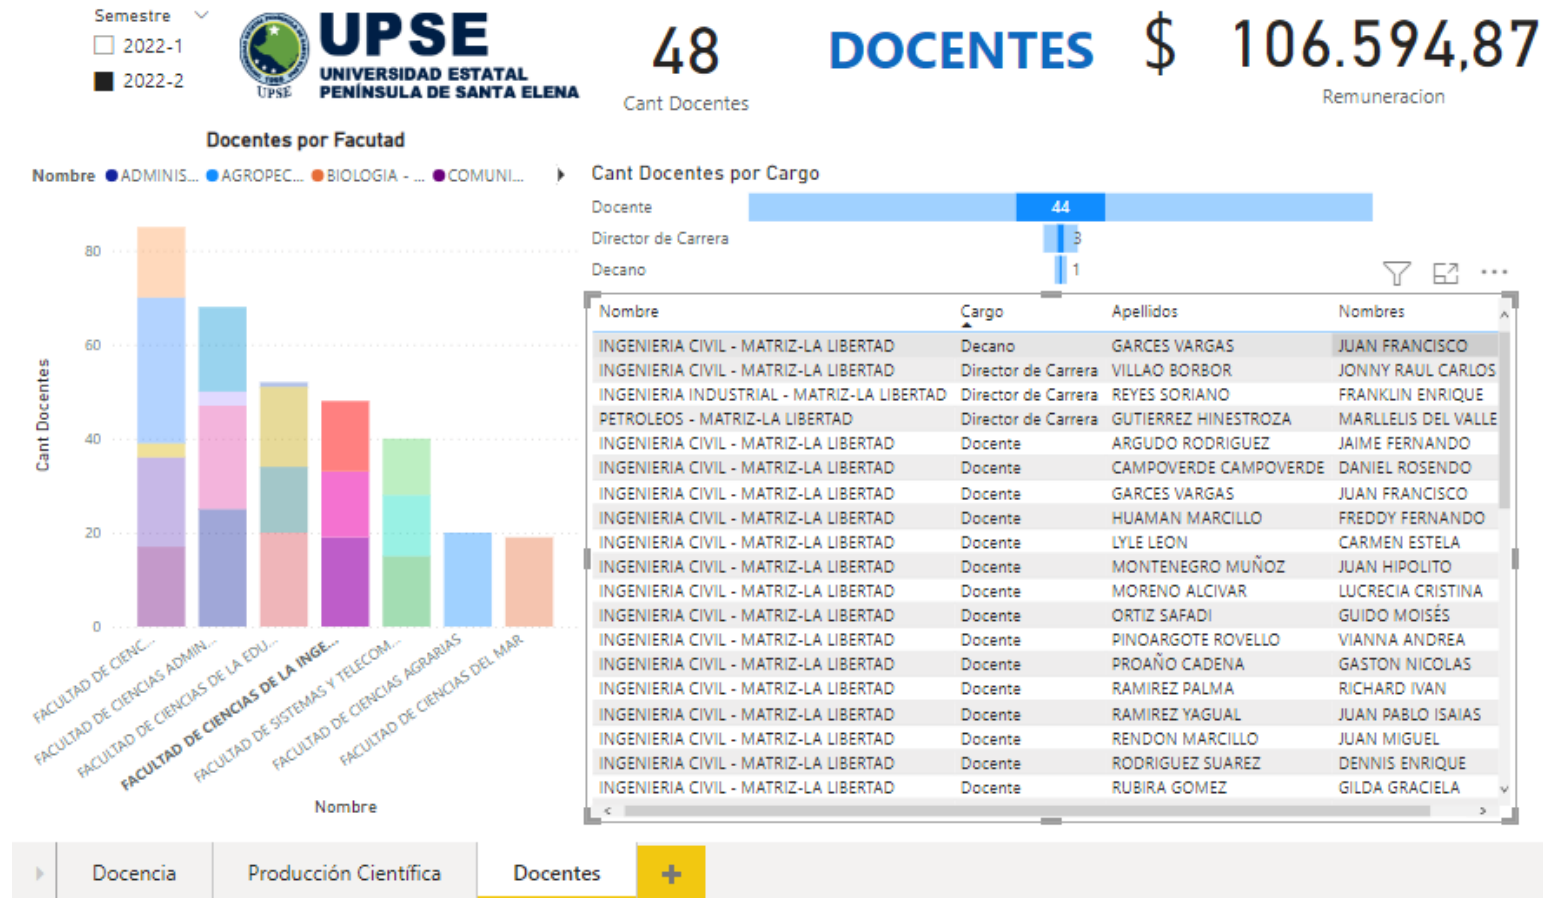 Semestre
2022-1
2022-2
UPSE
UPSE
UNIVERSIDAD ESTATAL
PENÍNSULA DE SANTA ELENA
48
Cant Docentes
DOCENTES
$ 106.594,87
Remuneracion
Docentes por Facutad
Nombre ADMINIS... AGROPEC... BIOLOGIA - ... COMUNI...
Cant Docentes
80
60
40
20
0
FACULTAD DE CIENC...
FACULTAD DE CIENCIAS ADMIN...
FACULTAD DE CIENCIAS DE LA EDU...
FACULTAD DE CIENCIAS DE LA INGE...
FACULTAD DE SISTEMAS Y TELECOM...
FACULTAD DE CIENCIAS AGRARIAS
FACULTAD DE CIENCIAS DEL MAR
Nombre
Cant Docentes por Cargo
Docente 44
Director de Carrera 3
Decano 1
Nombre Cargo Apellidos Nombres
INGENIERIA CIVIL - MATRIZ-LA LIBERTAD Decano GARCES VARGAS JUAN FRANCISCO
INGENIERIA CIVIL - MATRIZ-LA LIBERTAD Director de Carrera VILLAO BORBOR JONNY RAUL CARLOS
INGENIERIA INDUSTRIAL - MATRIZ-LA LIBERTAD Director de Carrera REYES SORIANO FRANKLIN ENRIQUE
PETROLEOS - MATRIZ-LA LIBERTAD Director de Carrera GUTIERREZ HINESTROZA MARLLELIS DEL VALLE
INGENIERIA CIVIL - MATRIZ-LA LIBERTAD Docente ARGUDO RODRIGUEZ JAIME FERNANDO
INGENIERIA CIVIL - MATRIZ-LA LIBERTAD Docente CAMPOVERDE CAMPOVERDE DANIEL ROSENDO
INGENIERIA CIVIL - MATRIZ-LA LIBERTAD Docente GARCES VARGAS JUAN FRANCISCO
INGENIERIA CIVIL - MATRIZ-LA LIBERTAD Docente HUAMAN MARCILLO FREDDY FERNANDO
INGENIERIA CIVIL - MATRIZ-LA LIBERTAD Docente LYLE LEON CARMEN ESTELA
INGENIERIA CIVIL - MATRIZ-LA LIBERTAD Docente MONTENEGRO MUÑOZ JUAN HIPOLITO
INGENIERIA CIVIL - MATRIZ-LA LIBERTAD Docente MORENO ALCIVAR LUCRECIA CRISTINA
INGENIERIA CIVIL - MATRIZ-LA LIBERTAD Docente ORTIZ SAFADI GUIDO MOISÉS
INGENIERIA CIVIL - MATRIZ-LA LIBERTAD Docente PINOARGOTE ROVELLO VIANNA ANDREA
INGENIERIA CIVIL - MATRIZ-LA LIBERTAD Docente PROAÑO CADENA GASTON NICOLAS
INGENIERIA CIVIL - MATRIZ-LA LIBERTAD Docente RAMIREZ PALMA RICHARD IVAN
INGENIERIA CIVIL - MATRIZ-LA LIBERTAD Docente RAMIREZ YAGUAL JUAN PABLO ISAIAS
INGENIERIA CIVIL - MATRIZ-LA LIBERTAD Docente RENDON MARCILLO JUAN MIGUEL
INGENIERIA CIVIL - MATRIZ-LA LIBERTAD Docente RODRIGUEZ SUAREZ DENNIS ENRIQUE
INGENIERIA CIVIL - MATRIZ-LA LIBERTAD Docente RUBIRA GOMEZ GILDA GRACIELA
Docencia Producción Científica Docentes +